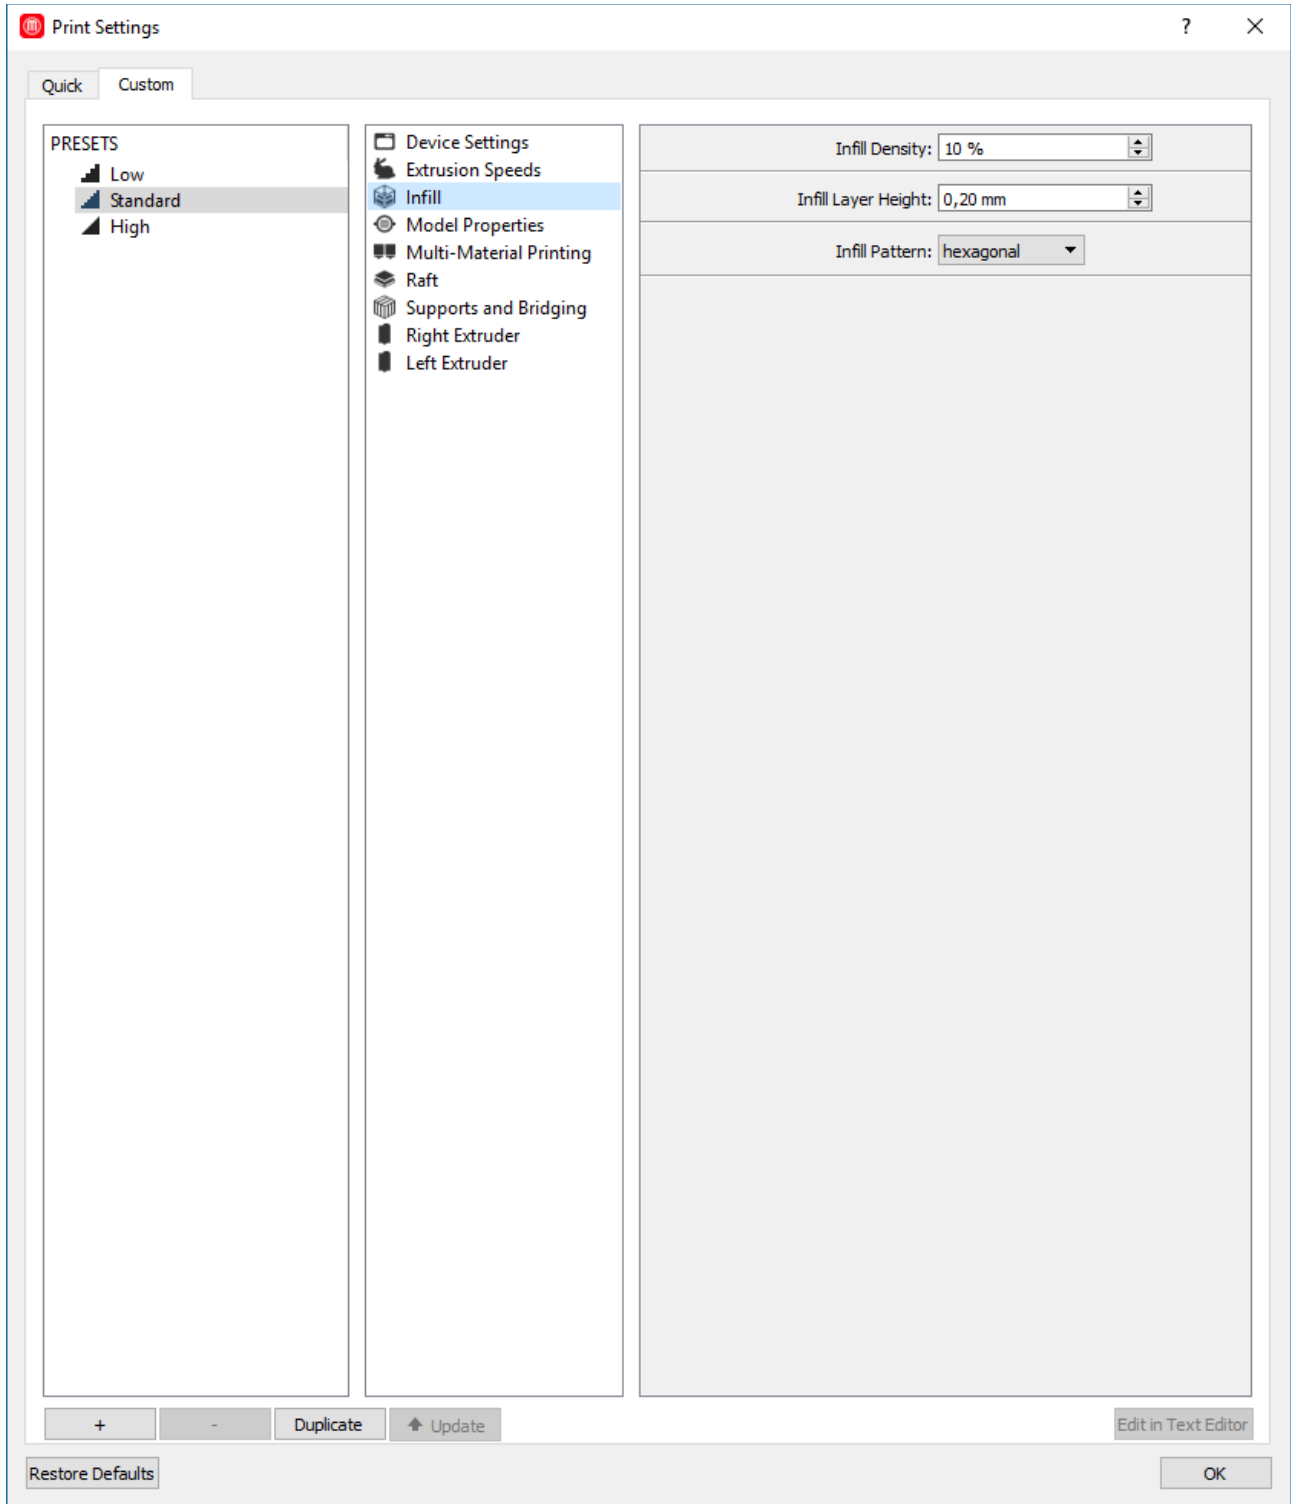 Print Settings
?
Quick
Custom
PRESETS
Low
Standard
High
Device Settings
Extrusion Speeds
Infill
Model Properties
Multi-Material Printing
Raft
Supports and Bridging
Right Extruder
Left Extruder
Infill Density: 10 %
Infill Layer Height: 0,20 mm
Infill Pattern: hexagonal
+
-
Duplicate
Update
Edit in Text Editor
Restore Defaults
OK